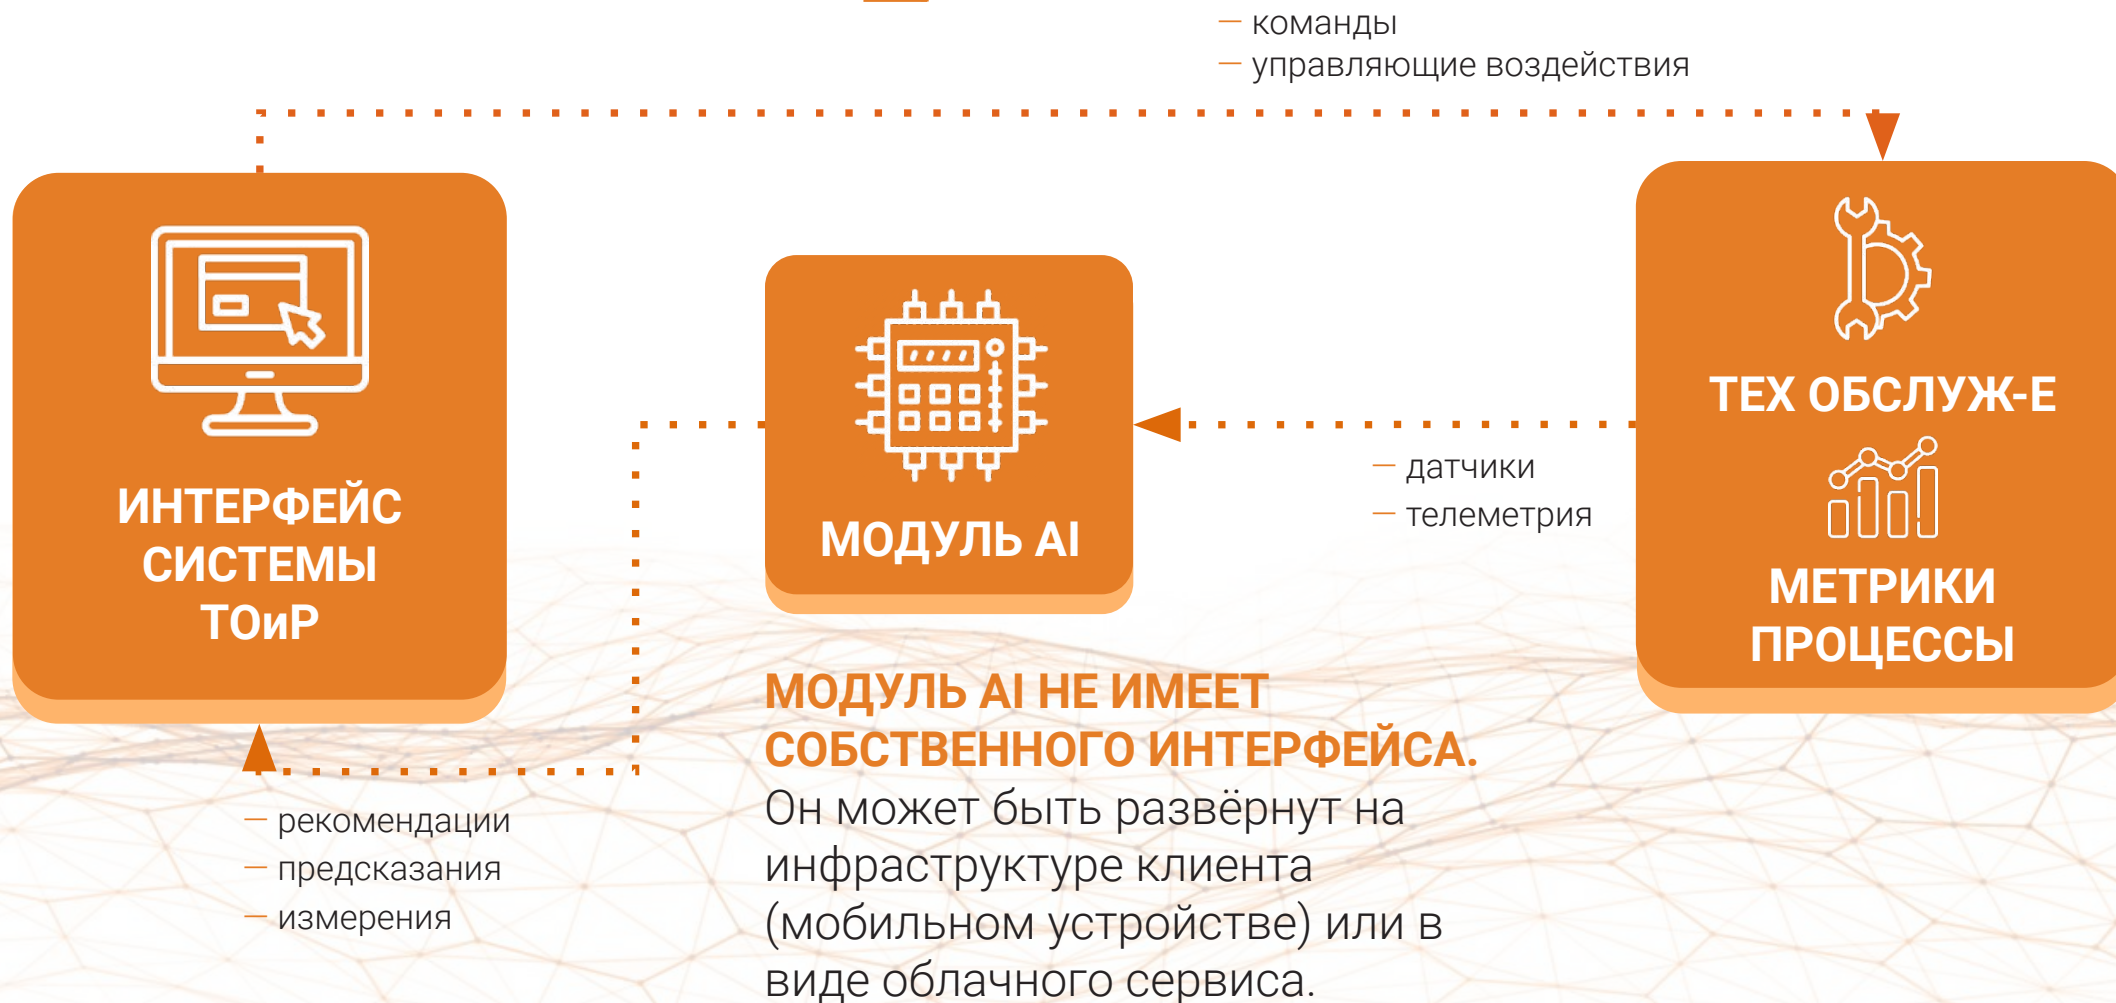 — команды
— управляющие воздействия
ИНТЕРФЕЙС
СИСТЕМЫ
ТОиР
МОДУЛЬ AI
ТЕХ ОБСЛУЖ-Е
МЕТРИКИ
ПРОЦЕССЫ
— датчики
— телеметрия
— рекомендации
— предсказания
— измерения
МОДУЛЬ AI НЕ ИМЕЕТ
СОБСТВЕННОГО ИНТЕРФЕЙСА.
Он может быть развёрнут на
инфраструктуре клиента
(мобильном устройстве) или в
виде облачного сервиса.